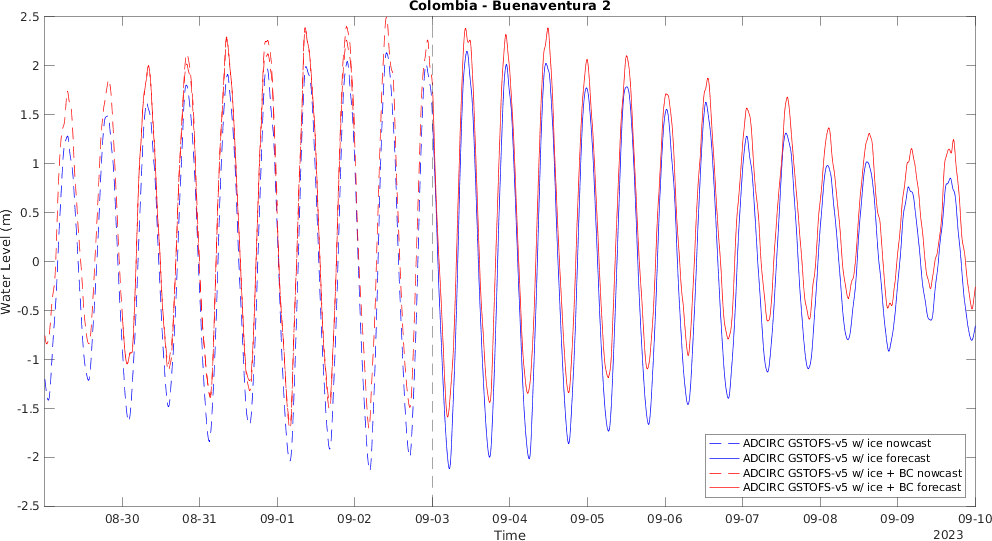 Colombia - Buenaventura 2
Water Level (m)
2.5
2
1.5
1
0.5
0
-0.5
-1
-1.5
-2
-2.5
ADCIRC GSTOFS-v5 w/ ice nowcast
ADCIRC GSTOFS-v5 w/ ice forecast
ADCIRC GSTOFS-v5 w/ ice + BC nowcast
ADCIRC GSTOFS-v5 w/ ice + BC forecast
08-30 08-31 09-01 09-02 09-03 09-04 09-05 09-06 09-07 09-08 09-09 09-10
Time
2023